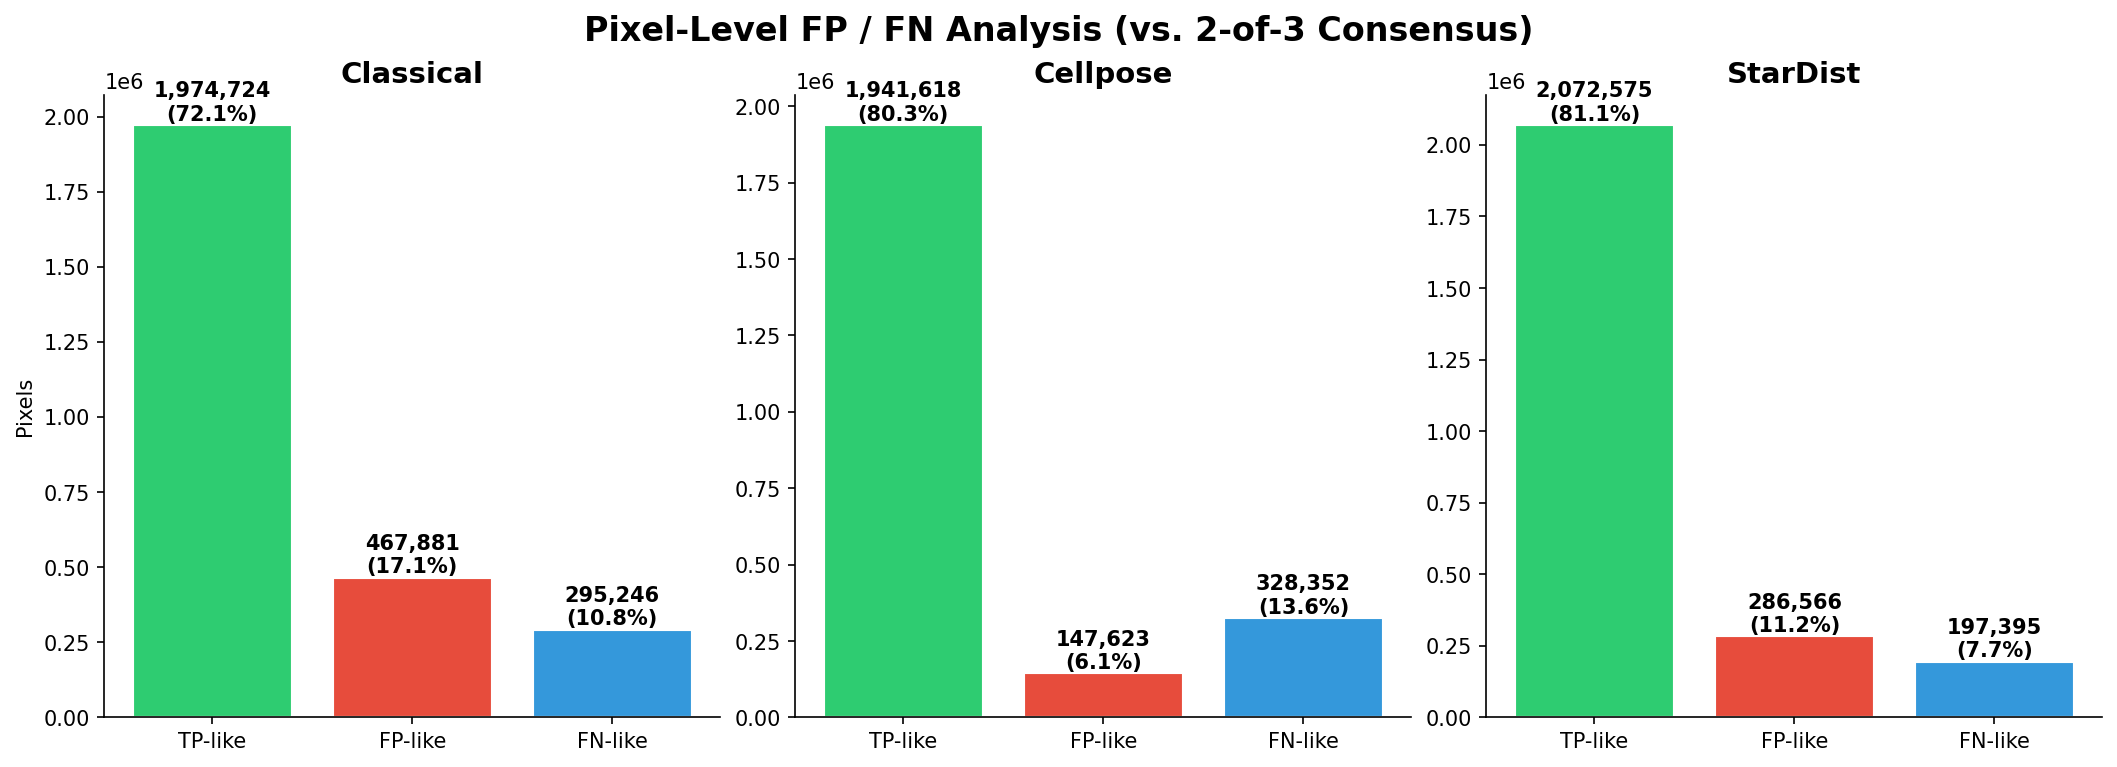 Pixel-Level FP / FN Analysis (vs. 2-of-3 Consensus)
Classical
1e6
1,974,724
(72.1%)
467,881
(17.1%)
295,246
(10.8%)
2.00
1.75
1.50
1.25
1.00
0.75
0.50
0.25
0.00
Pixels
TP-like
FP-like
FN-like
Cellpose
1e6
1,941,618
(80.3%)
147,623
(6.1%)
328,352
(13.6%)
2.00
1.75
1.50
1.25
1.00
0.75
0.50
0.25
0.00
TP-like
FP-like
FN-like
StarDist
1e6
2,072,575
(81.1%)
286,566
(11.2%)
197,395
(7.7%)
2.00
1.75
1.50
1.25
1.00
0.75
0.50
0.25
0.00
TP-like
FP-like
FN-like